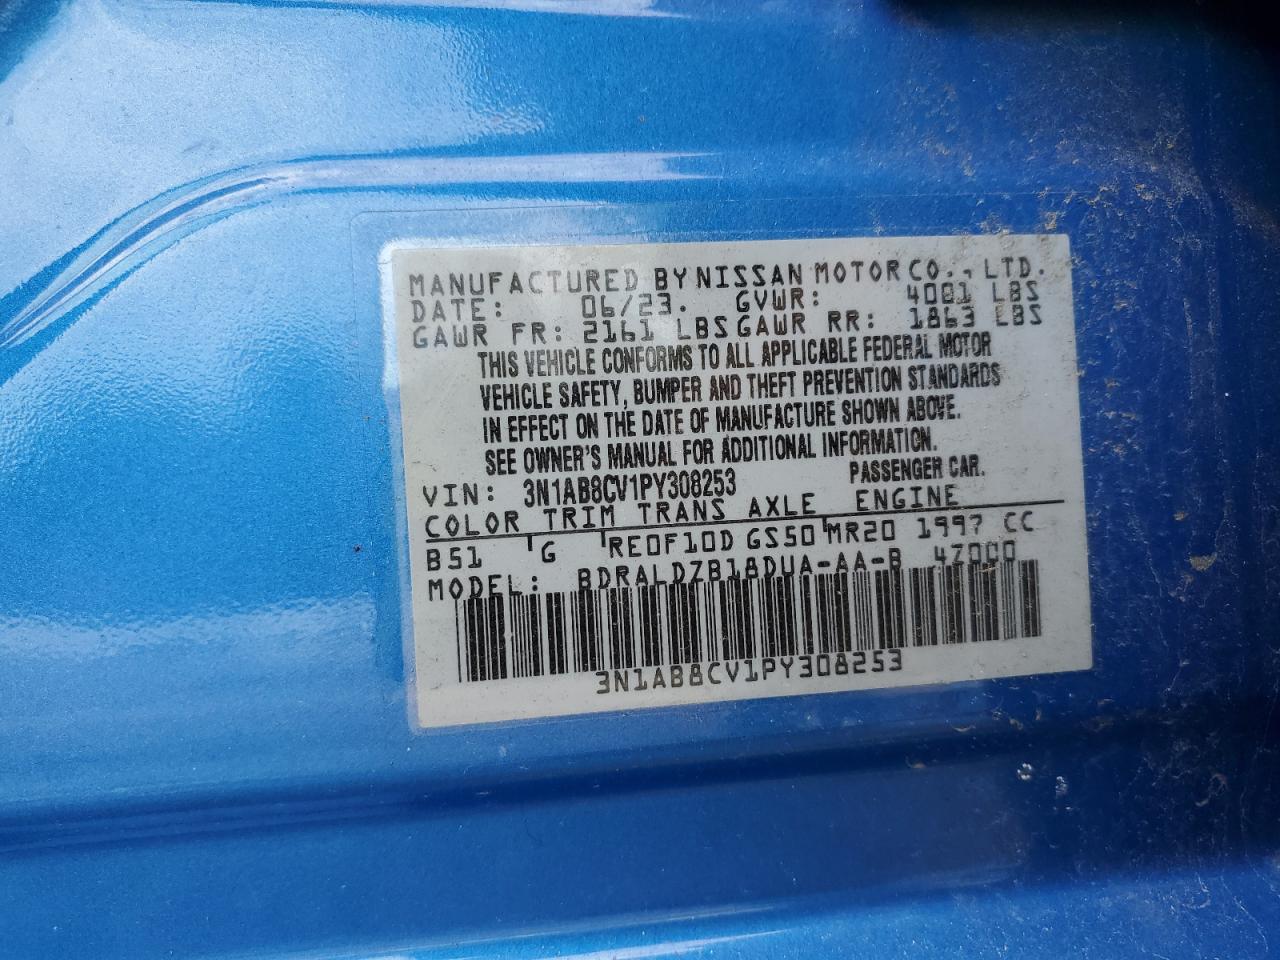 MANUFACTURED BY NISSAN MOTOR CO., LTD.
DATE: 06/23. GVWR: 4081 LBS
GAWR FR: 2161 LBS GAWR RR: 1863 LBS
THIS VEHICLE CONFORMS TO ALL APPLICABLE FEDERAL MOTOR
VEHICLE SAFETY, BUMPER AND THEFT PREVENTION STANDARDS
IN EFFECT ON THE DATE OF MANUFACTURE SHOWN ABOVE.
SEE OWNER'S MANUAL FOR ADDITIONAL INFORMATION.
VIN: 3N1AB8CV1PY308253 PASSENGER CAR.
COLOR TRIM TRANS AXLE ENGINE
B51 G RE0F10D GS50 MR20 1997 CC
MODEL: BDRALDZB18DUA-AA-B 4Z000
3N1AB8CV1PY308253